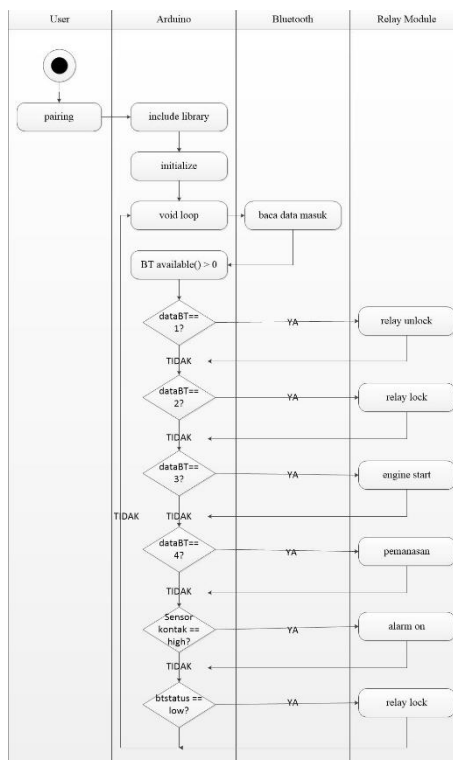 User
Arduino
Bluetooth
Relay Module
pairing
include library
initialize
void loop
baca data masuk
BT available() > 0
dataBT==
1?
YA
relay unlock
TIDAK
dataBT==
2?
YA
relay lock
TIDAK
dataBT==
3?
YA
engine start
TIDAK
TIDAK
dataBT==
4?
YA
pemanasan
TIDAK
Sensor
kontak ==
high?
YA
alarm on
TIDAK
btstatus ==
low?
YA
relay lock